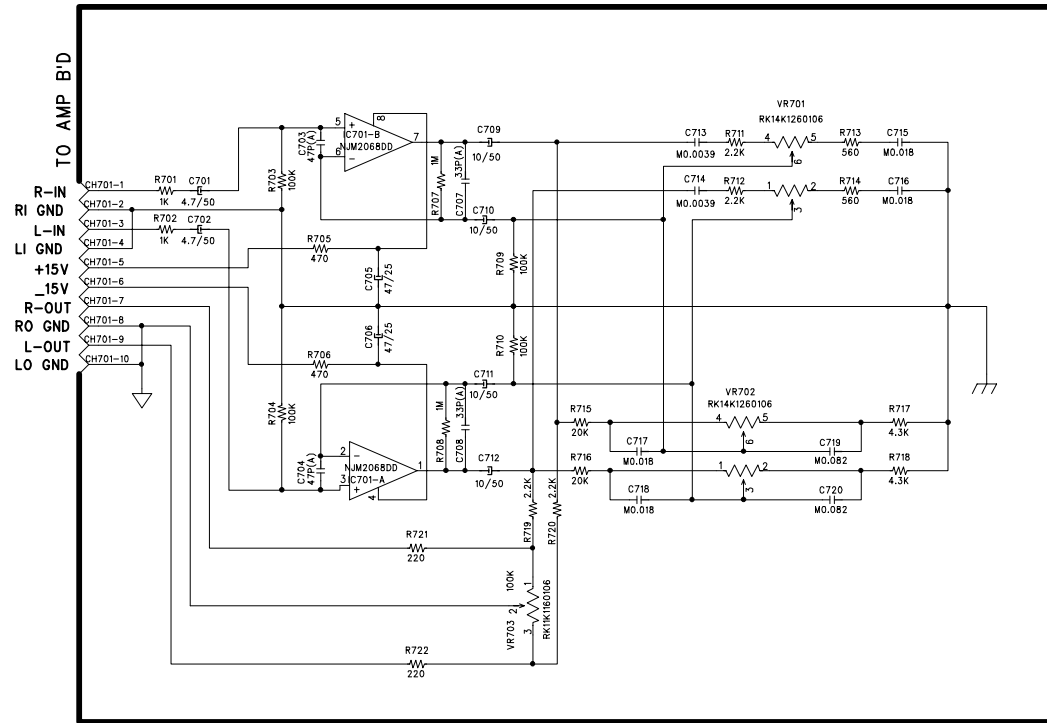 TO AMP B'D
R-IN
RI GND
L-IN
LI GND
+15V
_15V
R-OUT
RO GND
L-OUT
LO GND
CH701-1
CH701-2
CH701-3
CH701-4
CH701-5
CH701-6
CH701-7
CH701-8
CH701-9
CH701-10
R701
1K
C701
4.7/50
R702
1K
C702
4.7/50
R703
100K
C703
47P(A)
5
+
6
-
C701-B
NJM2068DD
8
7
1M
R707
33P(A)
C707
C709
10/50
C710
10/50
R705
470
C705
47/25
C706
47/25
R706
470
R709
100K
R710
100K
C711
10/50
R704
100K
C704
47P(A)
2
-
3
+
NJM2068DD
C701-A
4
1
1M
R708
33P(A)
C708
C712
10/50
C713
M0.0039
R711
2.2K
VR701
RK14K1260106
4
5
6
R713
560
C715
M0.018
C714
M0.0039
R712
2.2K
1
2
3
R714
560
C716
M0.018
R715
20K
VR702
RK14K1260106
4
5
6
C717
M0.018
C719
M0.082
R717
4.3K
R716
20K
1
2
3
C718
M0.018
C720
M0.082
R718
4.3K
2.2K
R719
2.2K
R720
R721
220
100K
1
2
3
VR703
RK11K1160106
R722
220